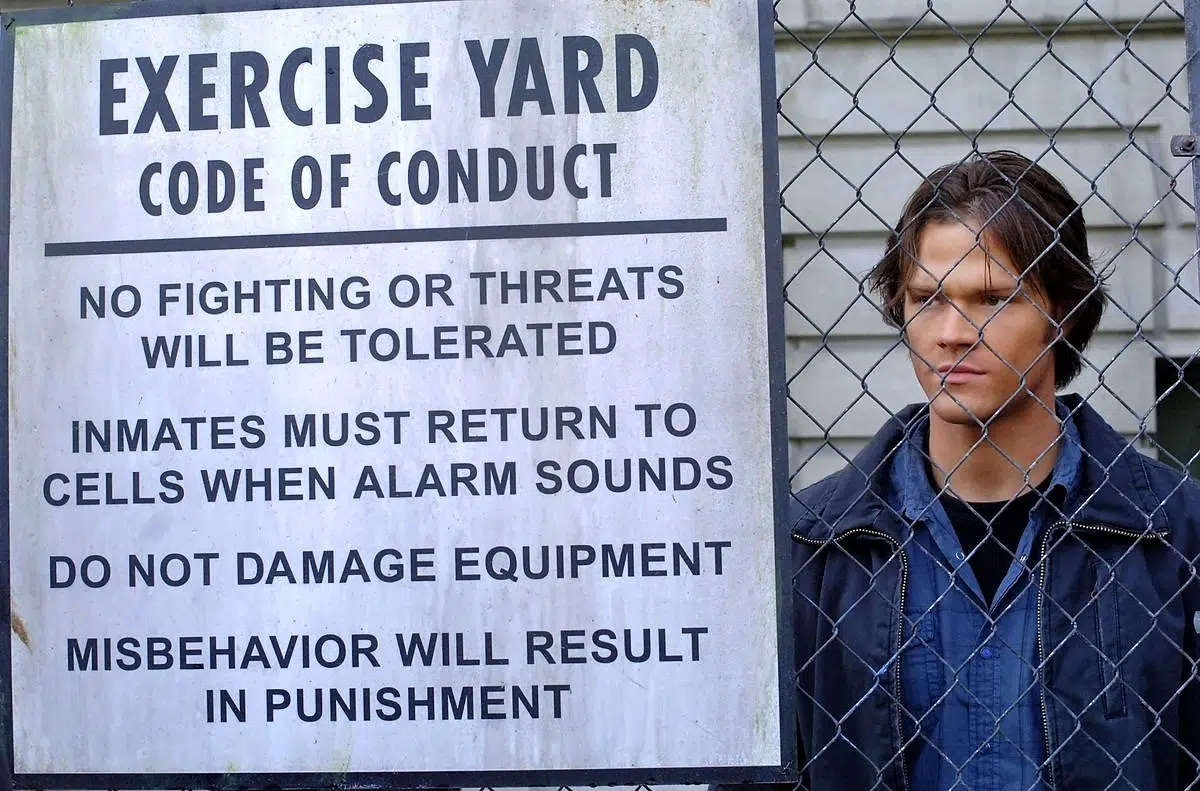 EXERCISE YARD
CODE OF CONDUCT
NO FIGHTING OR THREATS
WILL BE TOLERATED
INMATES MUST RETURN TO
CELLS WHEN ALARM SOUNDS
DO NOT DAMAGE EQUIPMENT
MISBEHAVIOR WILL RESULT
IN PUNISHMENT